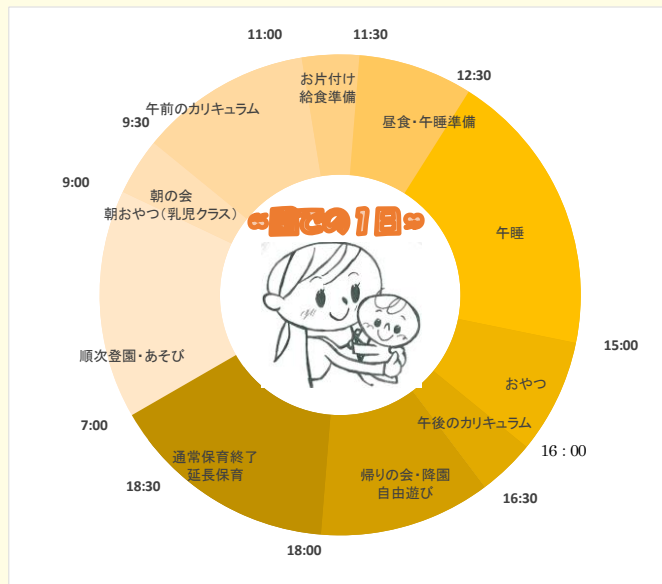 11:00
11:30
お片付け
給食準備
12:30
午前のカリキュラム
昼食・午睡準備
9:30
9:00
朝の会
朝おやつ（乳児クラス）
での1日
午睡
15:00
順次登園・あそび
おやつ
午後のカリキュラム
16：00
7:00
通常保育終了
延長保育
帰りの会・降園
自由遊び
18:30
16:30
18:00